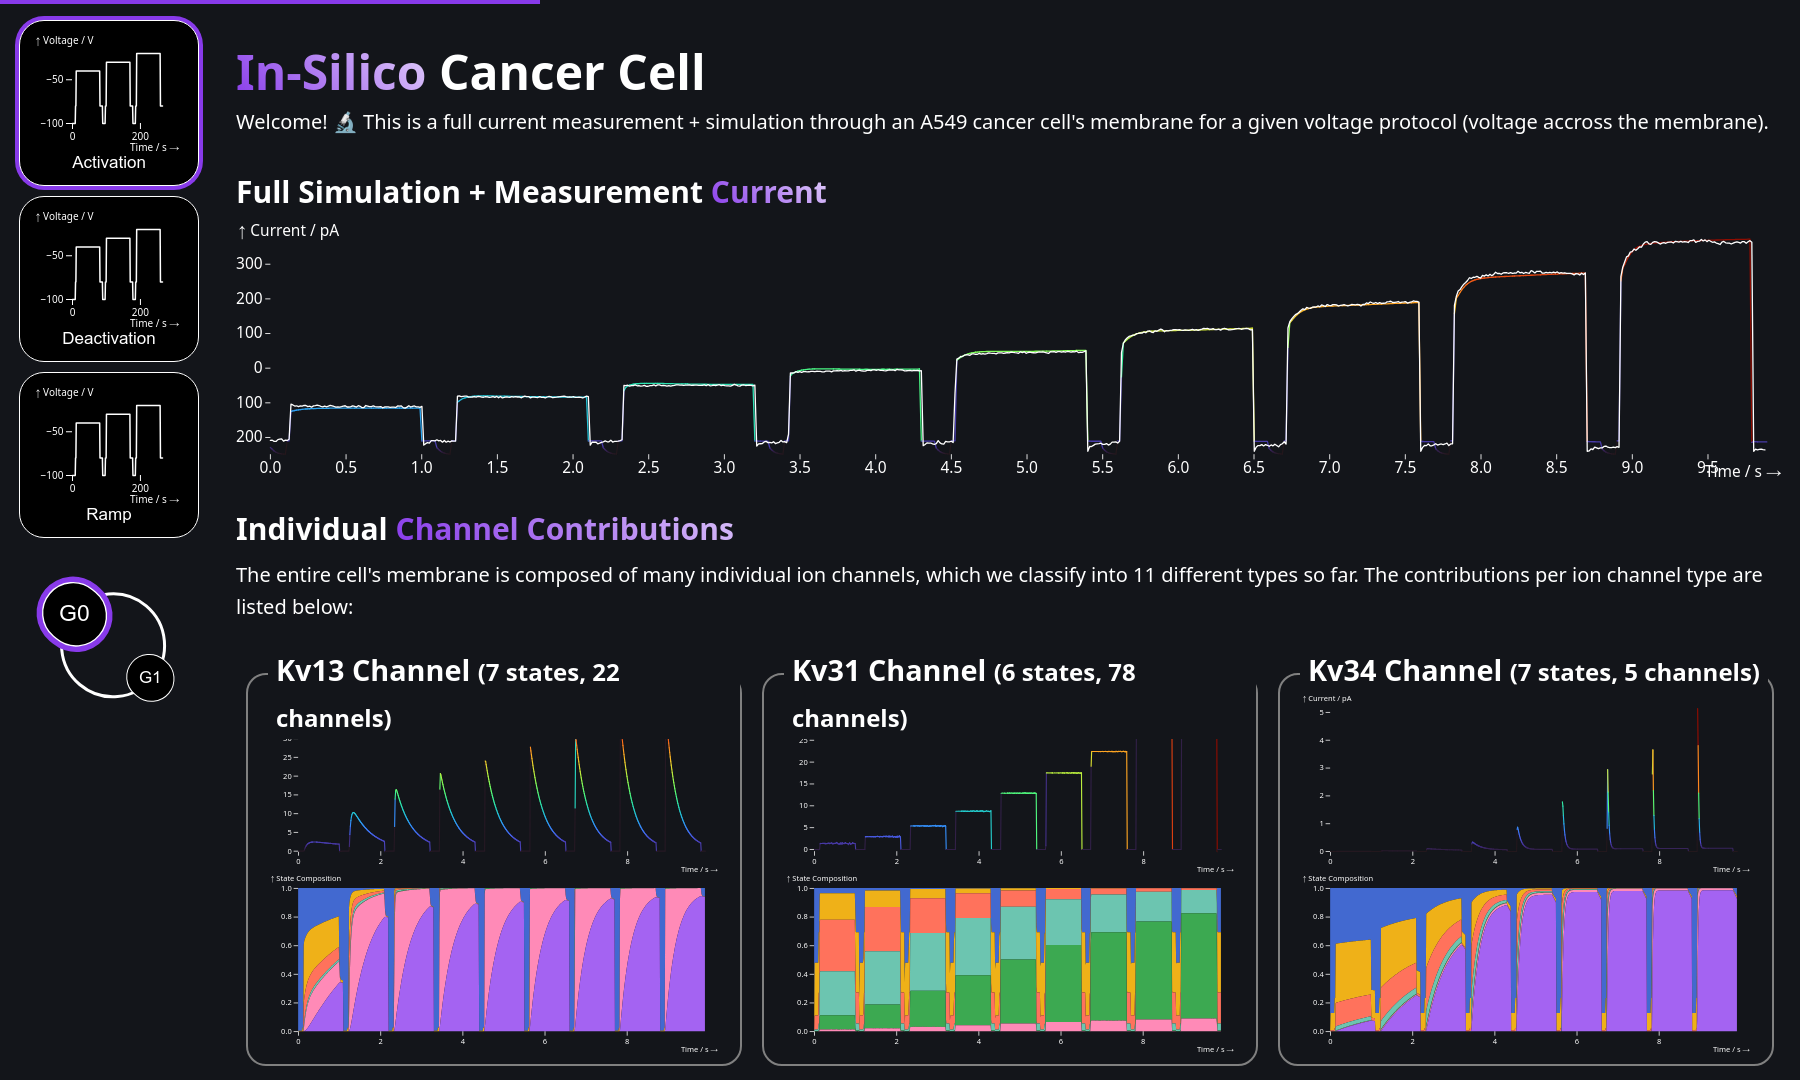 ↑ Voltage / V
−50
−100
0
200
Time / s →
Activation
↑ Voltage / V
−50
−100
0
200
Time / s →
Deactivation
↑ Voltage / V
−50
−100
0
200
Time / s →
Ramp
G0
G1
In-Silico Cancer Cell
Welcome! 🔬 This is a full current measurement + simulation through an A549 cancer cell's membrane for a given voltage protocol (voltage accross the membrane).
Full Simulation + Measurement Current
↑ Current / pA
300
200
100
0
100
200
0.0 0.5 1.0 1.5 2.0 2.5 3.0 3.5 4.0 4.5 5.0 5.5 6.0 6.5 7.0 7.5 8.0 8.5 9.0 9.5
Time / s →
Individual Channel Contributions
The entire cell's membrane is composed of many individual ion channels, which we classify into 11 different types so far. The contributions per ion channel type are
listed below:
Kv13 Channel (7 states, 22
channels)
30
25
20
15
10
5
0
0 2 4 6 8
Time / s →
↑ State Composition
1.0
0.8
0.6
0.4
0.2
0.0
0 2 4 6 8
Time / s →
Kv31 Channel (6 states, 78
channels)
25
20
15
10
5
0
0 2 4 6 8
Time / s →
↑ State Composition
1.0
0.8
0.6
0.4
0.2
0.0
0 2 4 6 8
Time / s →
Kv34 Channel (7 states, 5 channels)
↑ Current / pA
5
4
3
2
1
0
0 2 4 6 8
Time / s →
↑ State Composition
1.0
0.8
0.6
0.4
0.2
0.0
0 2 4 6 8
Time / s →